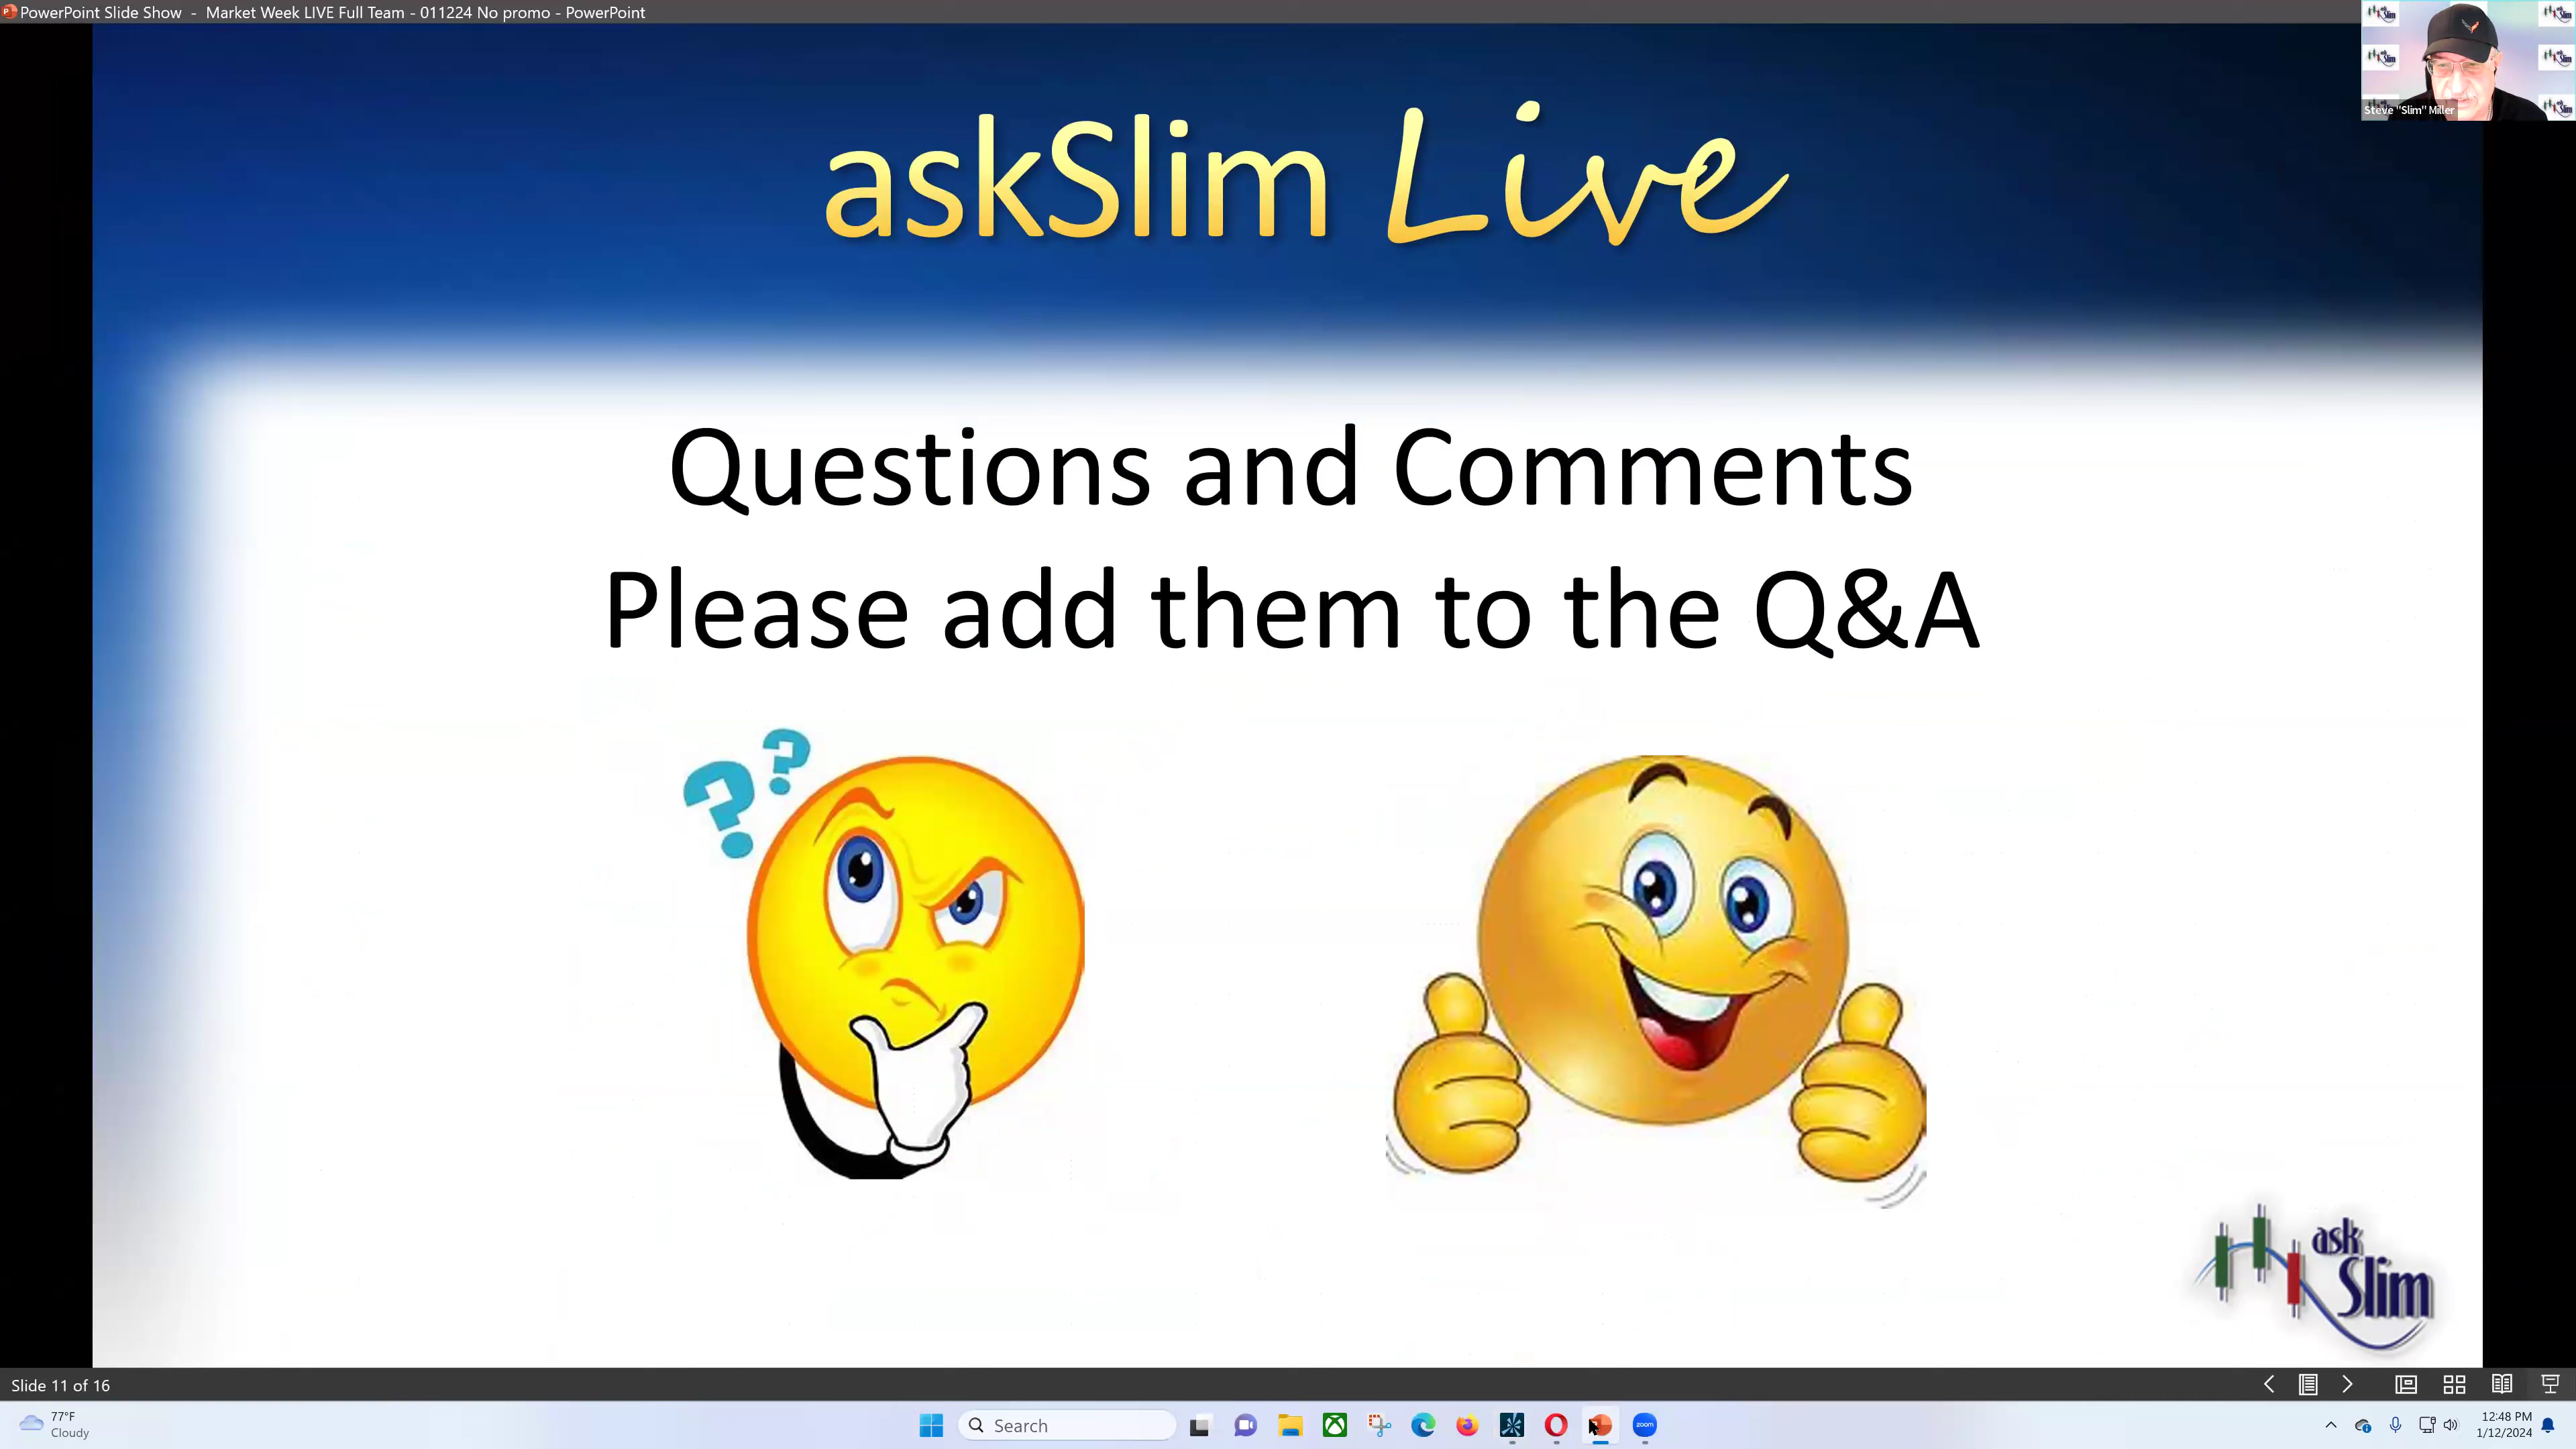 PowerPoint Slide Show - Market Week LIVE Full Team - 011224 No promo - PowerPoint
Steve "Slim" Miller
askSlim Live
Questions and Comments
Please add them to the Q&A
? ?
ask
Slim
Slide 11 of 16
77°F
Cloudy
Search
zoom
12:48 PM
1/12/2024